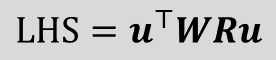 LHS = u⊤WRu